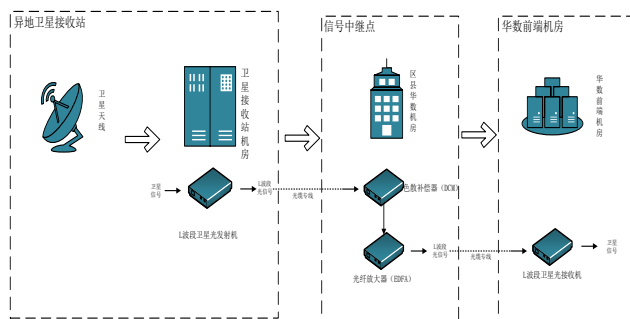 异地卫星接收站
信号中继点
华数前端机房
卫星天线
卫星接收站机房
区县华数机房
华数前端机房
卫星
信号
L波段
光信号
光缆专线
色散补偿器(DCM)
L波段卫星光发射机
L波段
光信号
光缆专线
卫星
信号
光纤放大器(EDFA)
L波段卫星光接收机